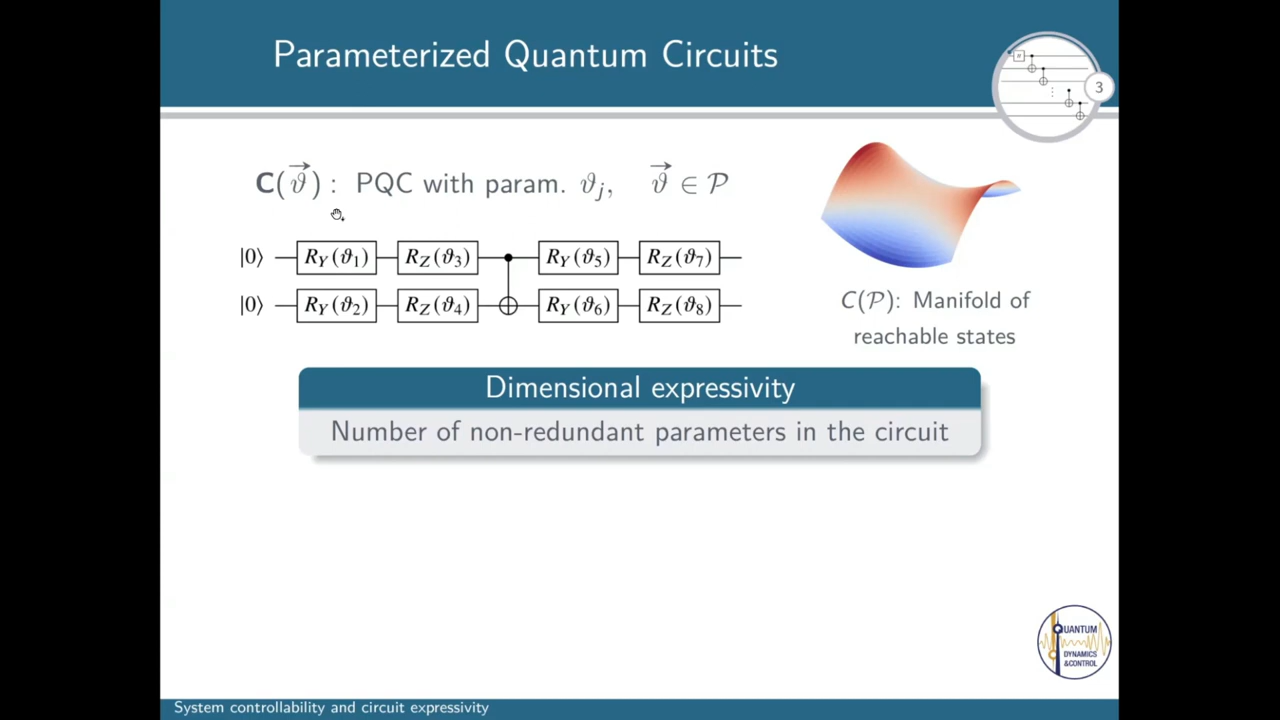 Parameterized Quantum Circuits
3
C(ϑ⃗): PQC with param. ϑ_j, ϑ⃗ ∈ 𝒫
|0⟩ R_Y(ϑ_1) R_Z(ϑ_3) R_Y(ϑ_5) R_Z(ϑ_7)
|0⟩ R_Y(ϑ_2) R_Z(ϑ_4) R_Y(ϑ_6) R_Z(ϑ_8)
C(𝒫): Manifold of
reachable states
Dimensional expressivity
Number of non-redundant parameters in the circuit
QUANTUM
DYNAMICS
&CONTROL
System controllability and circuit expressivity